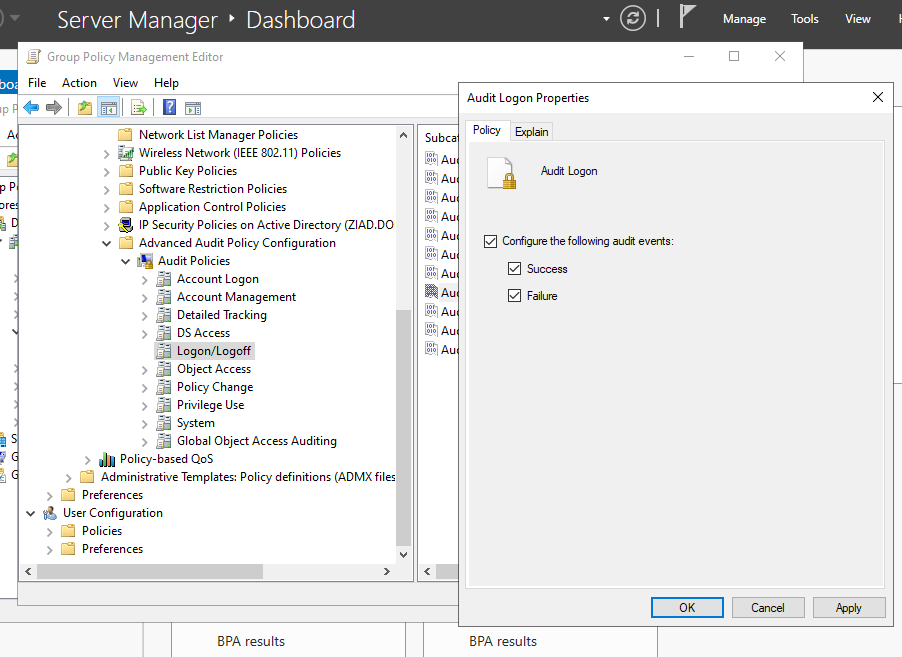 Server Manager ‣ Dashboard
Manage Tools View
Group Policy Management Editor
File Action View Help
Network List Manager Policies
Wireless Network (IEEE 802.11) Policies
Public Key Policies
Software Restriction Policies
Application Control Policies
IP Security Policies on Active Directory (ZIAD.DO
Advanced Audit Policy Configuration
Audit Policies
Account Logon
Account Management
Detailed Tracking
DS Access
Logon/Logoff
Object Access
Policy Change
Privilege Use
System
Global Object Access Auditing
Policy-based QoS
Administrative Templates: Policy definitions (ADMX files
Preferences
User Configuration
Policies
Preferences
Subcat
Aud
Aud
Aud
Aud
Aud
Aud
Aud
Aud
Aud
Aud
Aud
Audit Logon Properties
Policy Explain
Audit Logon
Configure the following audit events:
Success
Failure
OK Cancel Apply
BPA results BPA results